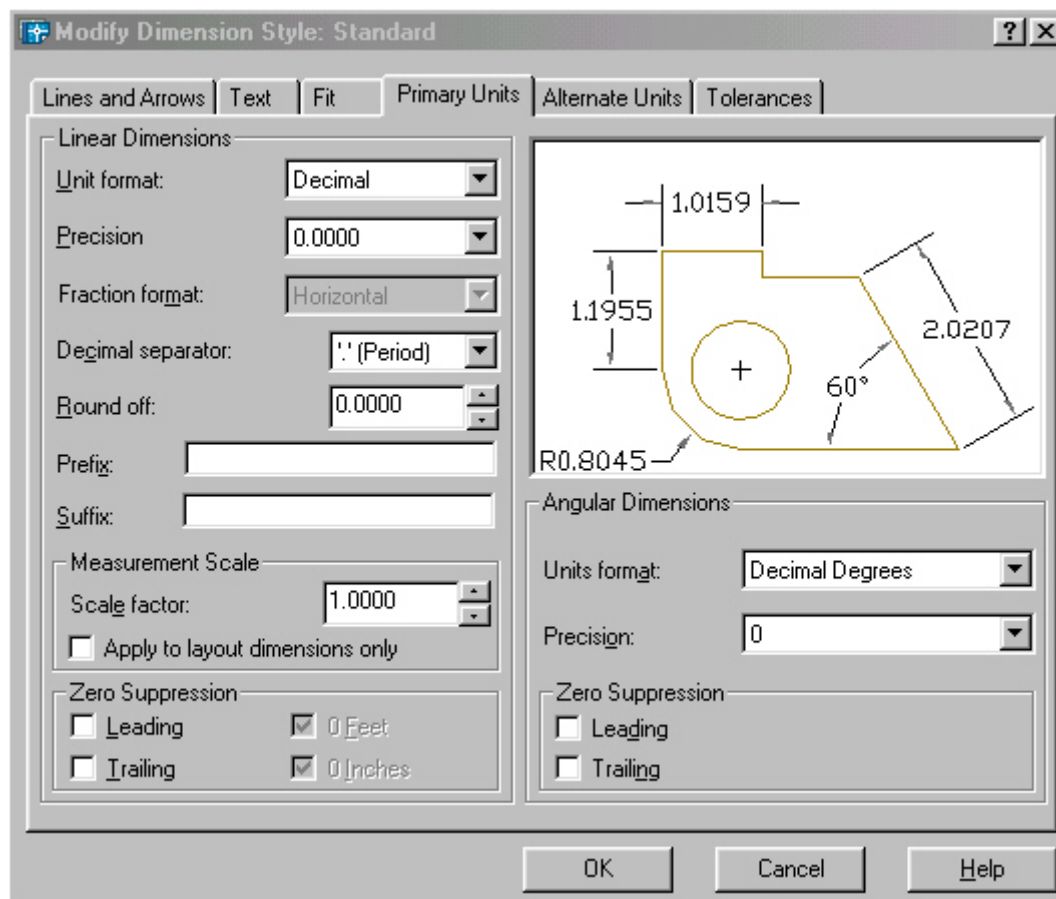 Modify Dimension Style: Standard
Lines and Arrows Text Fit Primary Units Alternate Units Tolerances
Linear Dimensions
Unit format: Decimal
Precision 0.0000
Fraction format: Horizontal
Decimal separator: '.' (Period)
Round off: 0.0000
Prefix:
Suffix:
Measurement Scale
Scale factor: 1.0000
Apply to layout dimensions only
Zero Suppression
Leading 0 Feet
Trailing 0 Inches
1.0159
1.1955
2.0207
60°
R0.8045
Angular Dimensions
Units format: Decimal Degrees
Precision: 0
Zero Suppression
Leading
Trailing
OK Cancel Help